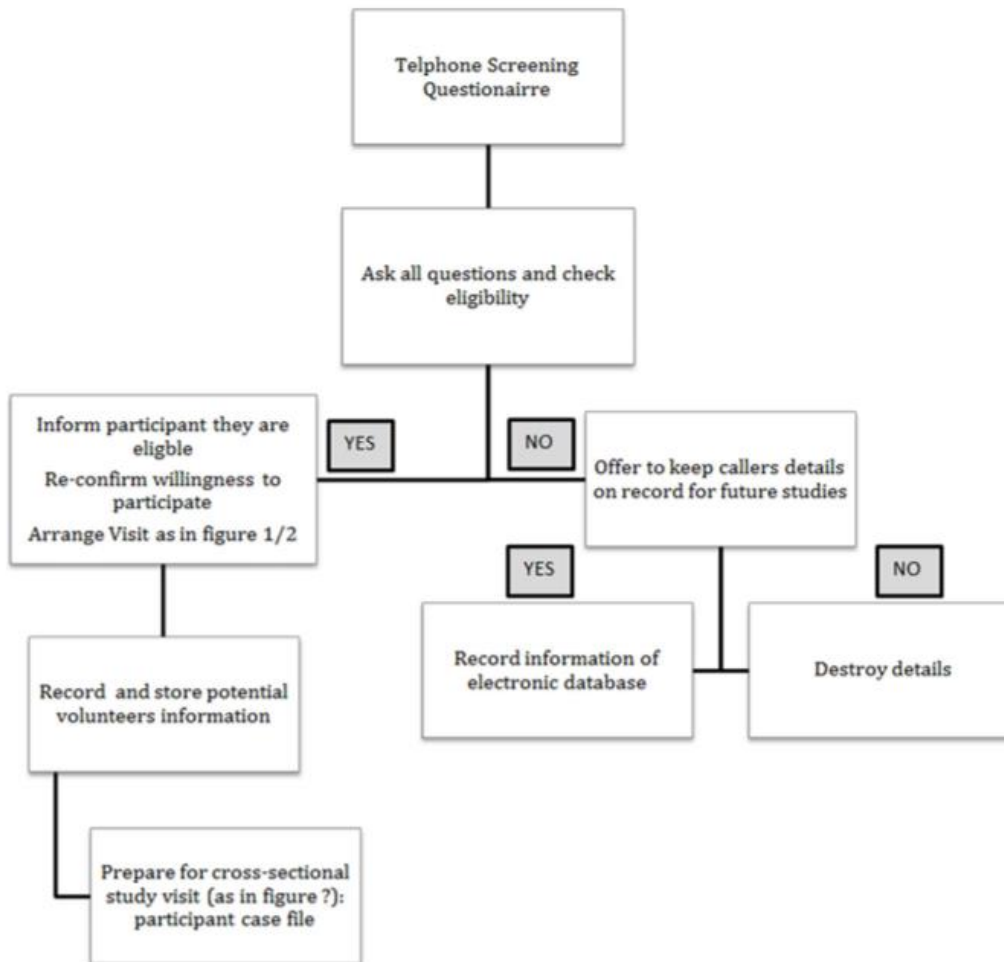 Telphone Screening
Questionairre
Ask all questions and check
eligibility
Inform participant they are
eligble
Re-confirm willingness to
participate
Arrange Visit as in figure 1/2
YES
NO
Offer to keep callers details
on record for future studies
YES
NO
Record information of
electronic database
Destroy details
Record and store potential
volunteers information
Prepare for cross-sectional
study visit (as in figure ?):
participant case file